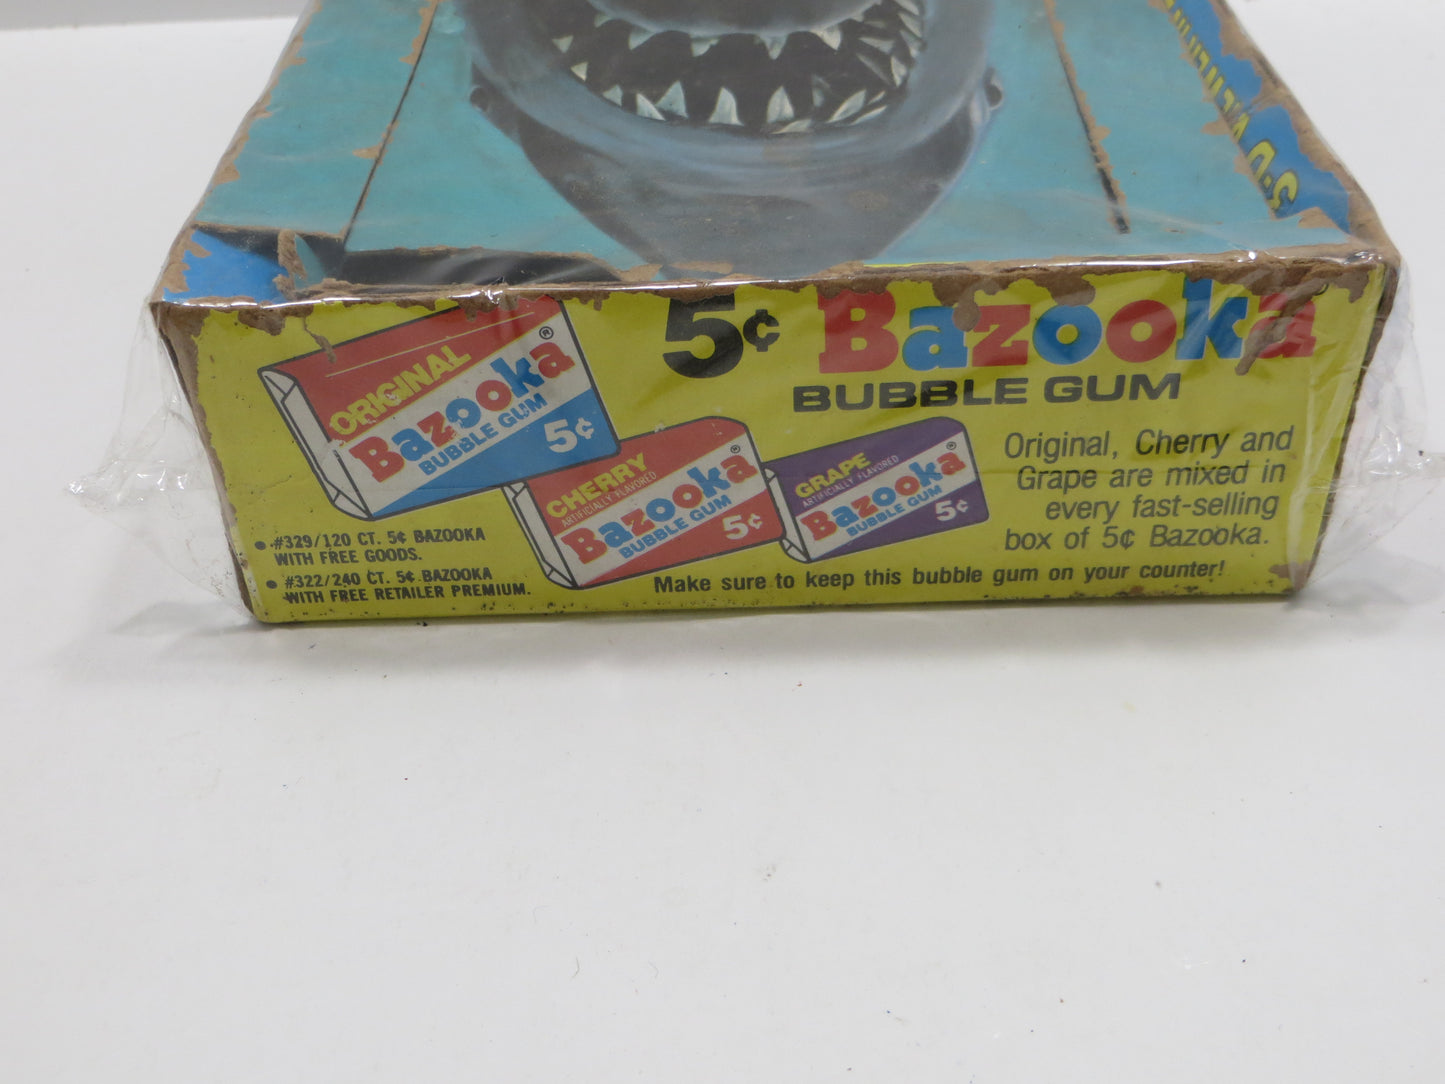 3-D
5¢ Bazooka
BUBBLE GUM
ORIGINAL
Bazooka®
BUBBLE GUM
5¢
CHERRY
ARTIFICIALLY FLAVORED
Bazooka®
BUBBLE GUM
5¢
GRAPE
ARTIFICIALLY FLAVORED
Bazooka®
BUBBLE GUM
5¢
Original, Cherry and
Grape are mixed in
every fast-selling
box of 5¢ Bazooka.
• #329/120 CT. 5¢ BAZOOKA
WITH FREE GOODS.
• #322/240 CT. 5¢ BAZOOKA
WITH FREE RETAILER PREMIUM.
Make sure to keep this bubble gum on your counter!